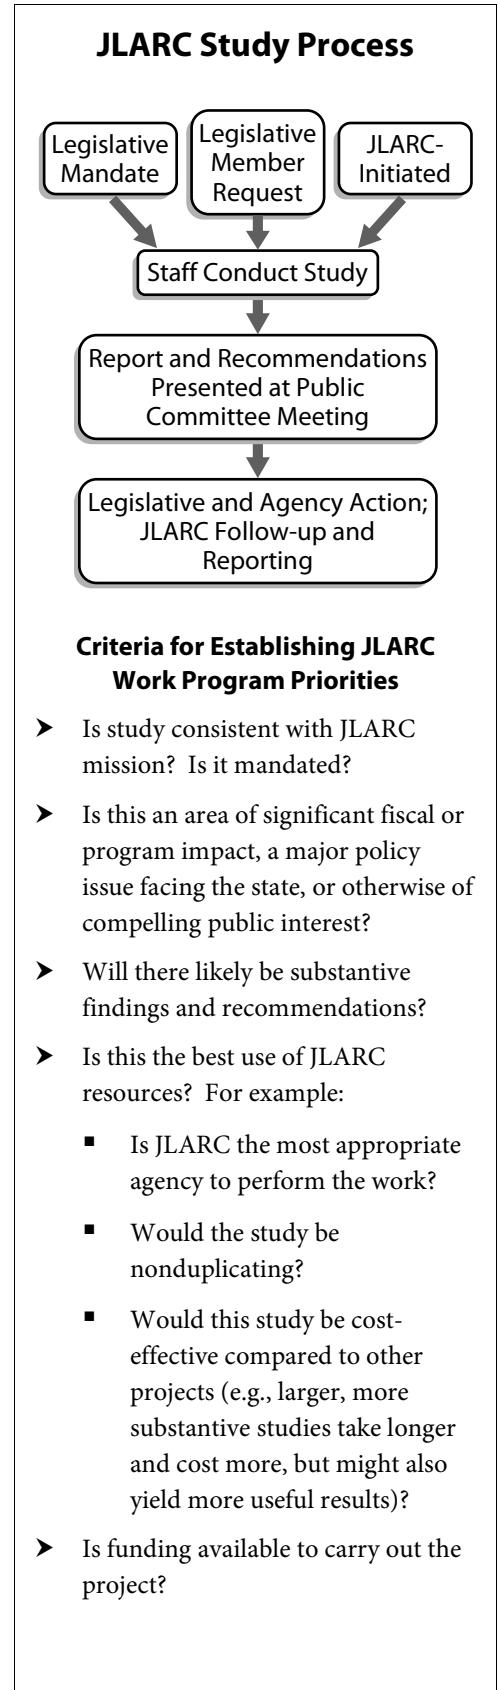 JLARC Study Process
Legislative
Mandate
Legislative
Member
Request
JLARC-
Initiated
Staff Conduct Study
Report and Recommendations
Presented at Public
Committee Meeting
Legislative and Agency Action;
JLARC Follow-up and
Reporting
Criteria for Establishing JLARC
Work Program Priorities
➤ Is study consistent with JLARC
mission?  Is it mandated?
➤ Is this an area of significant fiscal or
program impact, a major policy
issue facing the state, or otherwise of
compelling public interest?
➤ Will there likely be substantive
findings and recommendations?
➤ Is this the best use of JLARC
resources?  For example:
▪ Is JLARC the most appropriate
agency to perform the work?
▪ Would the study be
nonduplicating?
▪ Would this study be cost-
effective compared to other
projects (e.g., larger, more
substantive studies take longer
and cost more, but might also
yield more useful results)?
➤ Is funding available to carry out the
project?